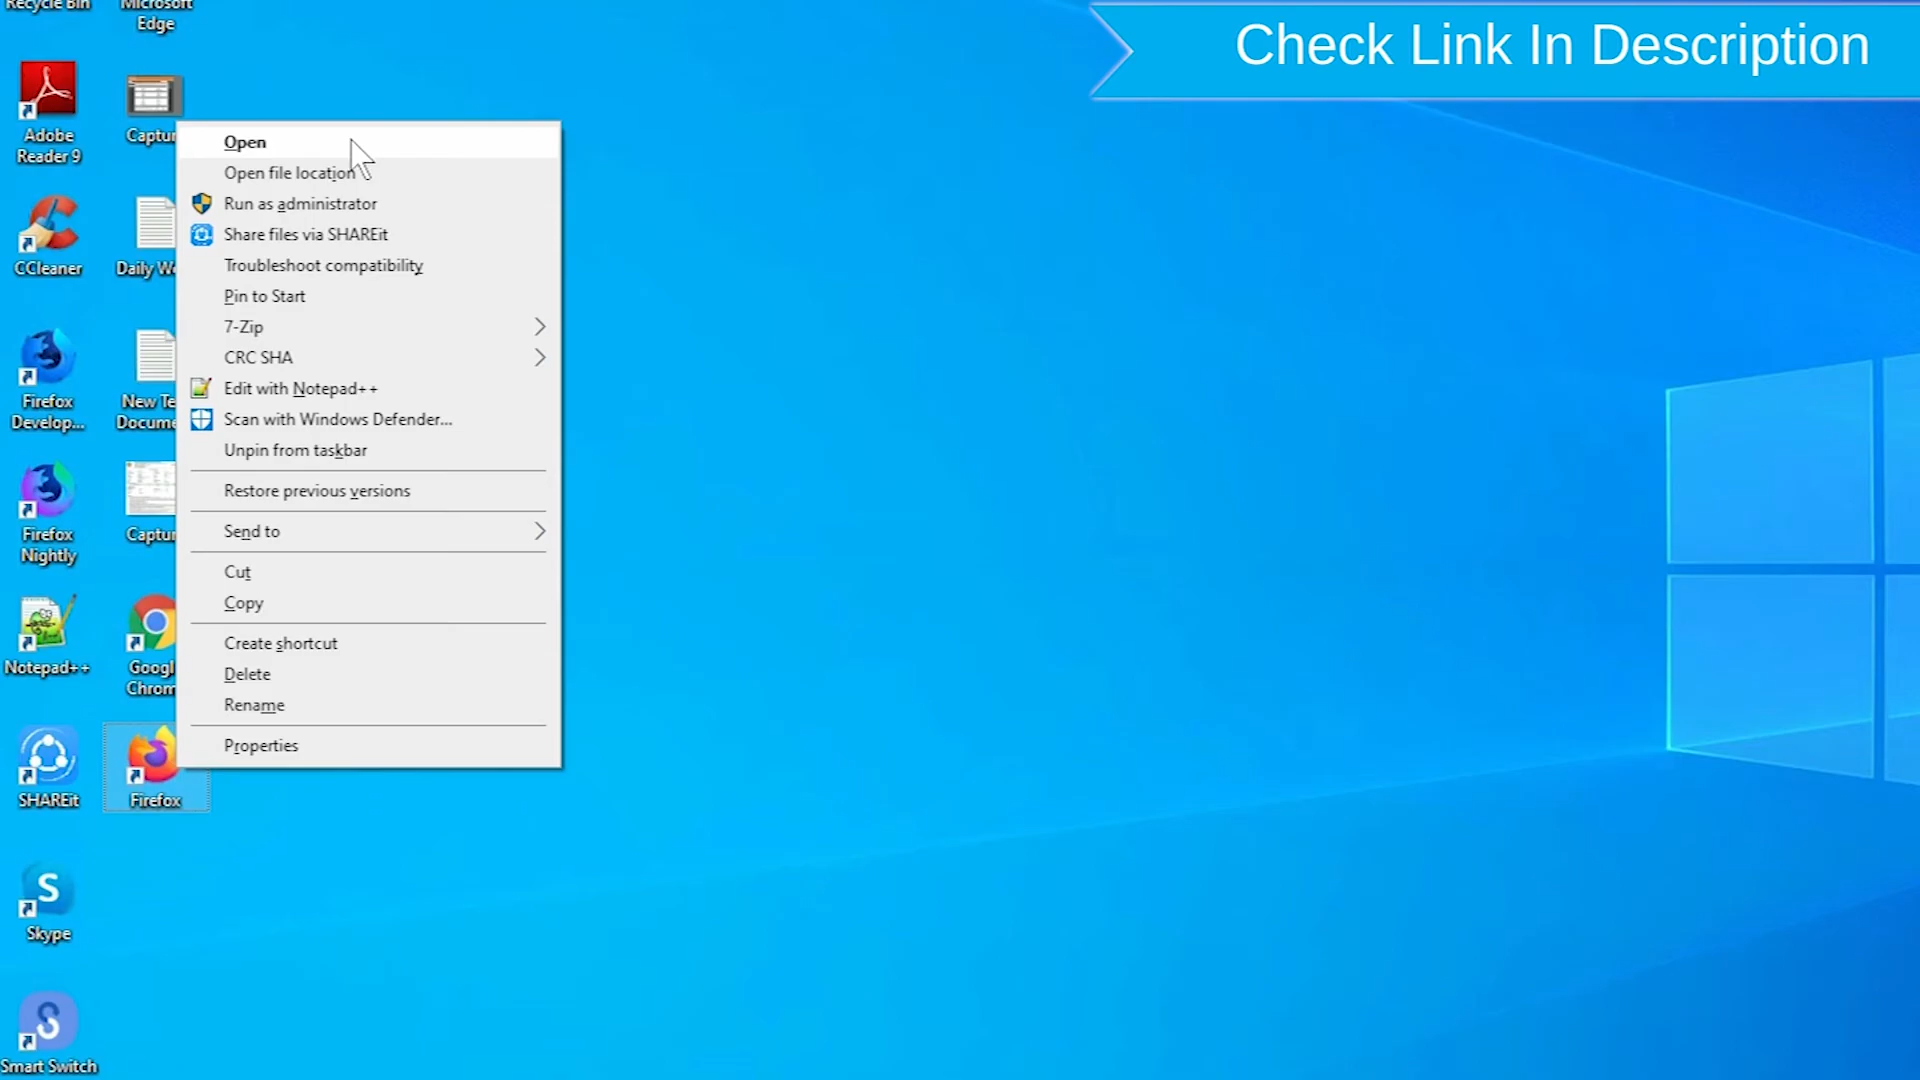 Check Link In Description
Recycle Bin
Microsoft
Edge
Adobe
Reader 9
Captur
CCleaner
Daily Wo
Firefox
Develop...
New Te
Docume
Firefox
Nightly
Captur
Notepad++
Googl
Chrom
SHAREit
Firefox
Skype
Smart Switch
Open
Open file location
Run as administrator
Share files via SHAREit
Troubleshoot compatibility
Pin to Start
7-Zip
CRC SHA
Edit with Notepad++
Scan with Windows Defender...
Unpin from taskbar
Restore previous versions
Send to
Cut
Copy
Create shortcut
Delete
Rename
Properties